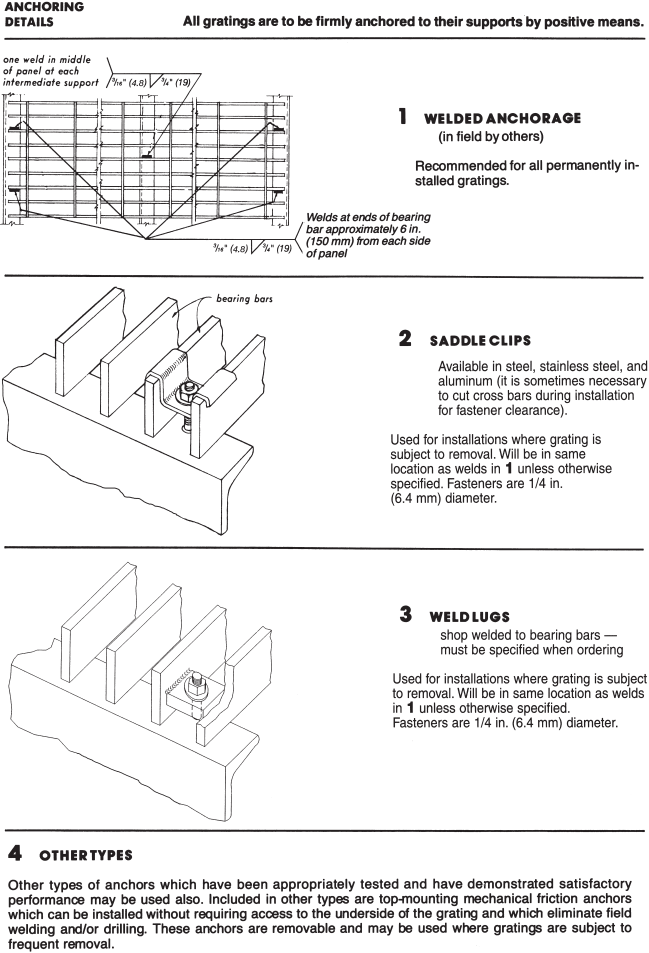 ANCHORING
DETAILS
All gratings are to be firmly anchored to their supports by positive means.
one weld in middle
of panel at each
intermediate support
3/16" (4.8) 3/4" (19)
1 WELDED ANCHORAGE
(in field by others)
Recommended for all permanently in-
stalled gratings.
Welds at ends of bearing
bar approximately 6 in.
(150 mm) from each side
of panel
3/16" (4.8) 3/4" (19)
bearing bars
2 SADDLE CLIPS
Available in steel, stainless steel, and
aluminum (it is sometimes necessary
to cut cross bars during installation
for fastener clearance).
Used for installations where grating is
subject to removal. Will be in same
location as welds in 1 unless otherwise
specified. Fasteners are 1/4 in.
(6.4 mm) diameter.
3 WELD LUGS
shop welded to bearing bars —
must be specified when ordering
Used for installations where grating is subject
to removal. Will be in same location as welds
in 1 unless otherwise specified.
Fasteners are 1/4 in. (6.4 mm) diameter.
4 OTHER TYPES
Other types of anchors which have been appropriately tested and have demonstrated satisfactory
performance may be used also. Included in other types are top-mounting mechanical friction anchors
which can be installed without requiring access to the underside of the grating and which eliminate field
welding and/or drilling. These anchors are removable and may be used where gratings are subject to
frequent removal.